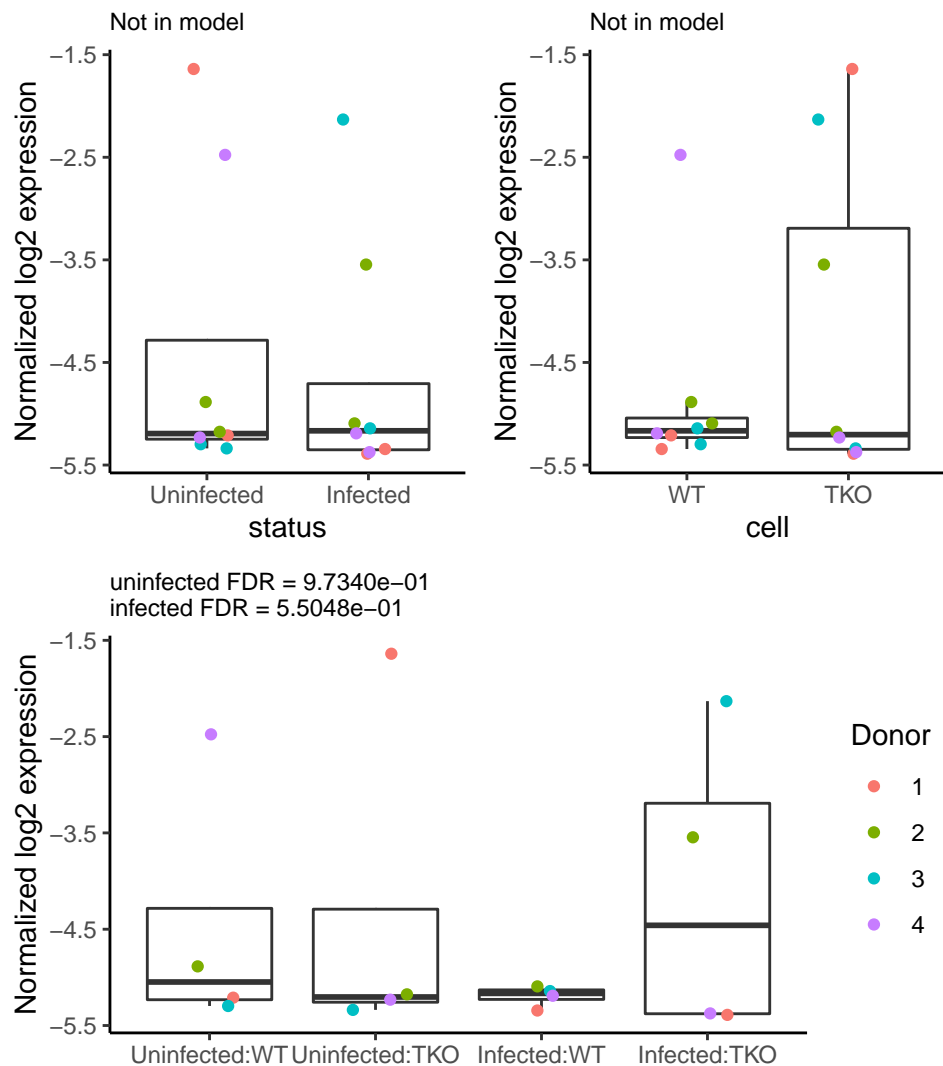 Not in model
Normalized log2 expression
−1.5
−2.5
−3.5
−4.5
−5.5
Uninfected Infected
status
Not in model
Normalized log2 expression
−1.5
−2.5
−3.5
−4.5
−5.5
WT TKO
cell
uninfected FDR = 9.7340e−01
infected FDR = 5.5048e−01
Normalized log2 expression
−1.5
−2.5
−3.5
−4.5
−5.5
Uninfected:WT Uninfected:TKO Infected:WT Infected:TKO
Donor
1
2
3
4